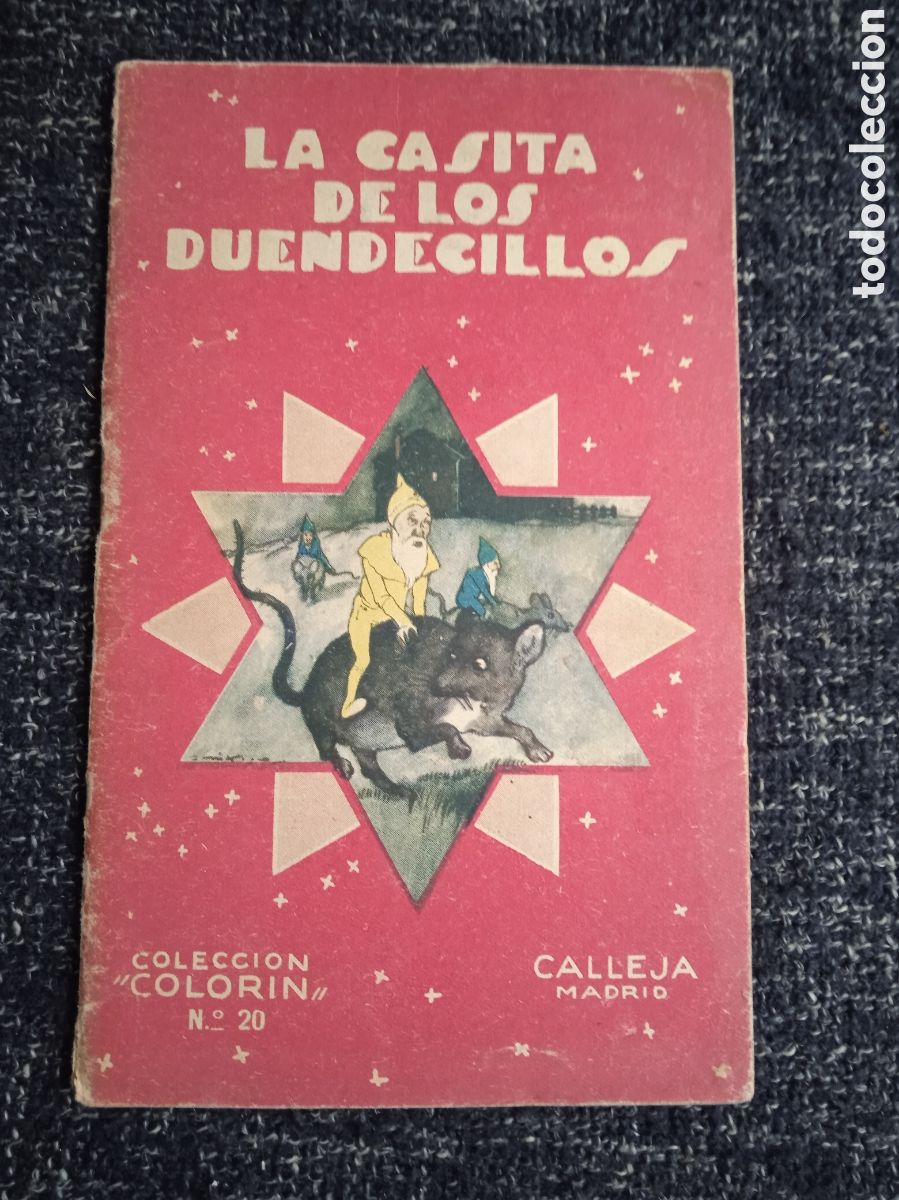 LA CASITA
DE LOS
DUENDECILLOS
COLECCION
"COLORIN"
N.º 20
CALLEJA
MADRID
todocoleccion